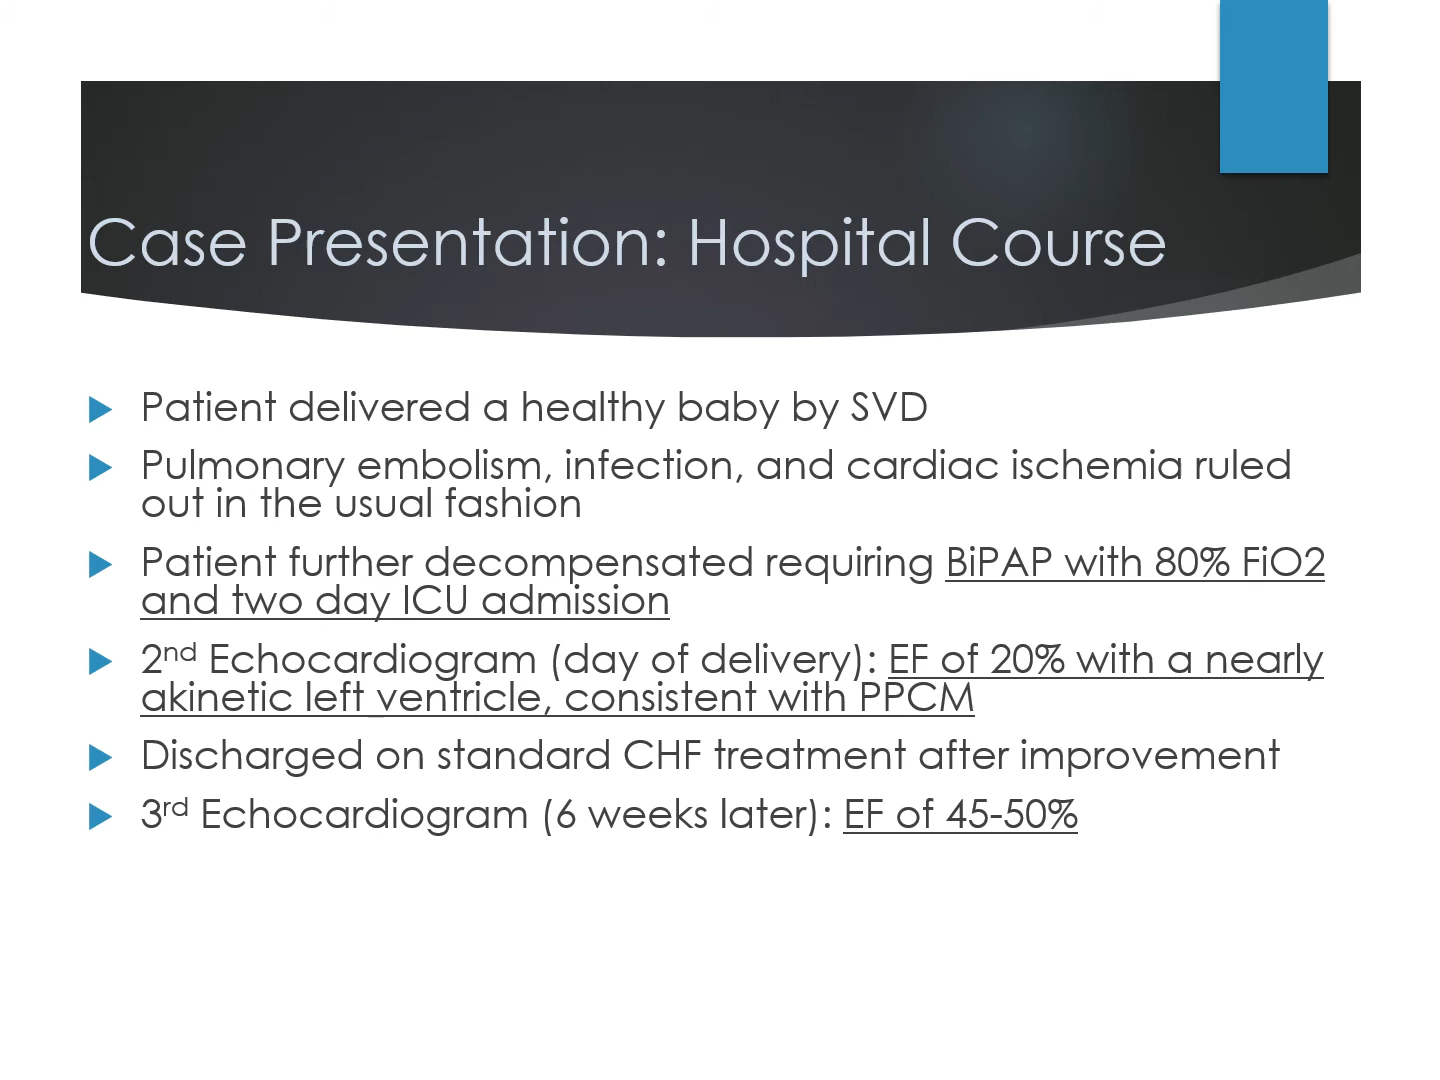 Case Presentation: Hospital Course
Patient delivered a healthy baby by SVD
Pulmonary embolism, infection, and cardiac ischemia ruled
out in the usual fashion
Patient further decompensated requiring BiPAP with 80% FiO2
and two day ICU admission
2nd Echocardiogram (day of delivery): EF of 20% with a nearly
akinetic left ventricle, consistent with PPCM
Discharged on standard CHF treatment after improvement
3rd Echocardiogram (6 weeks later): EF of 45-50%